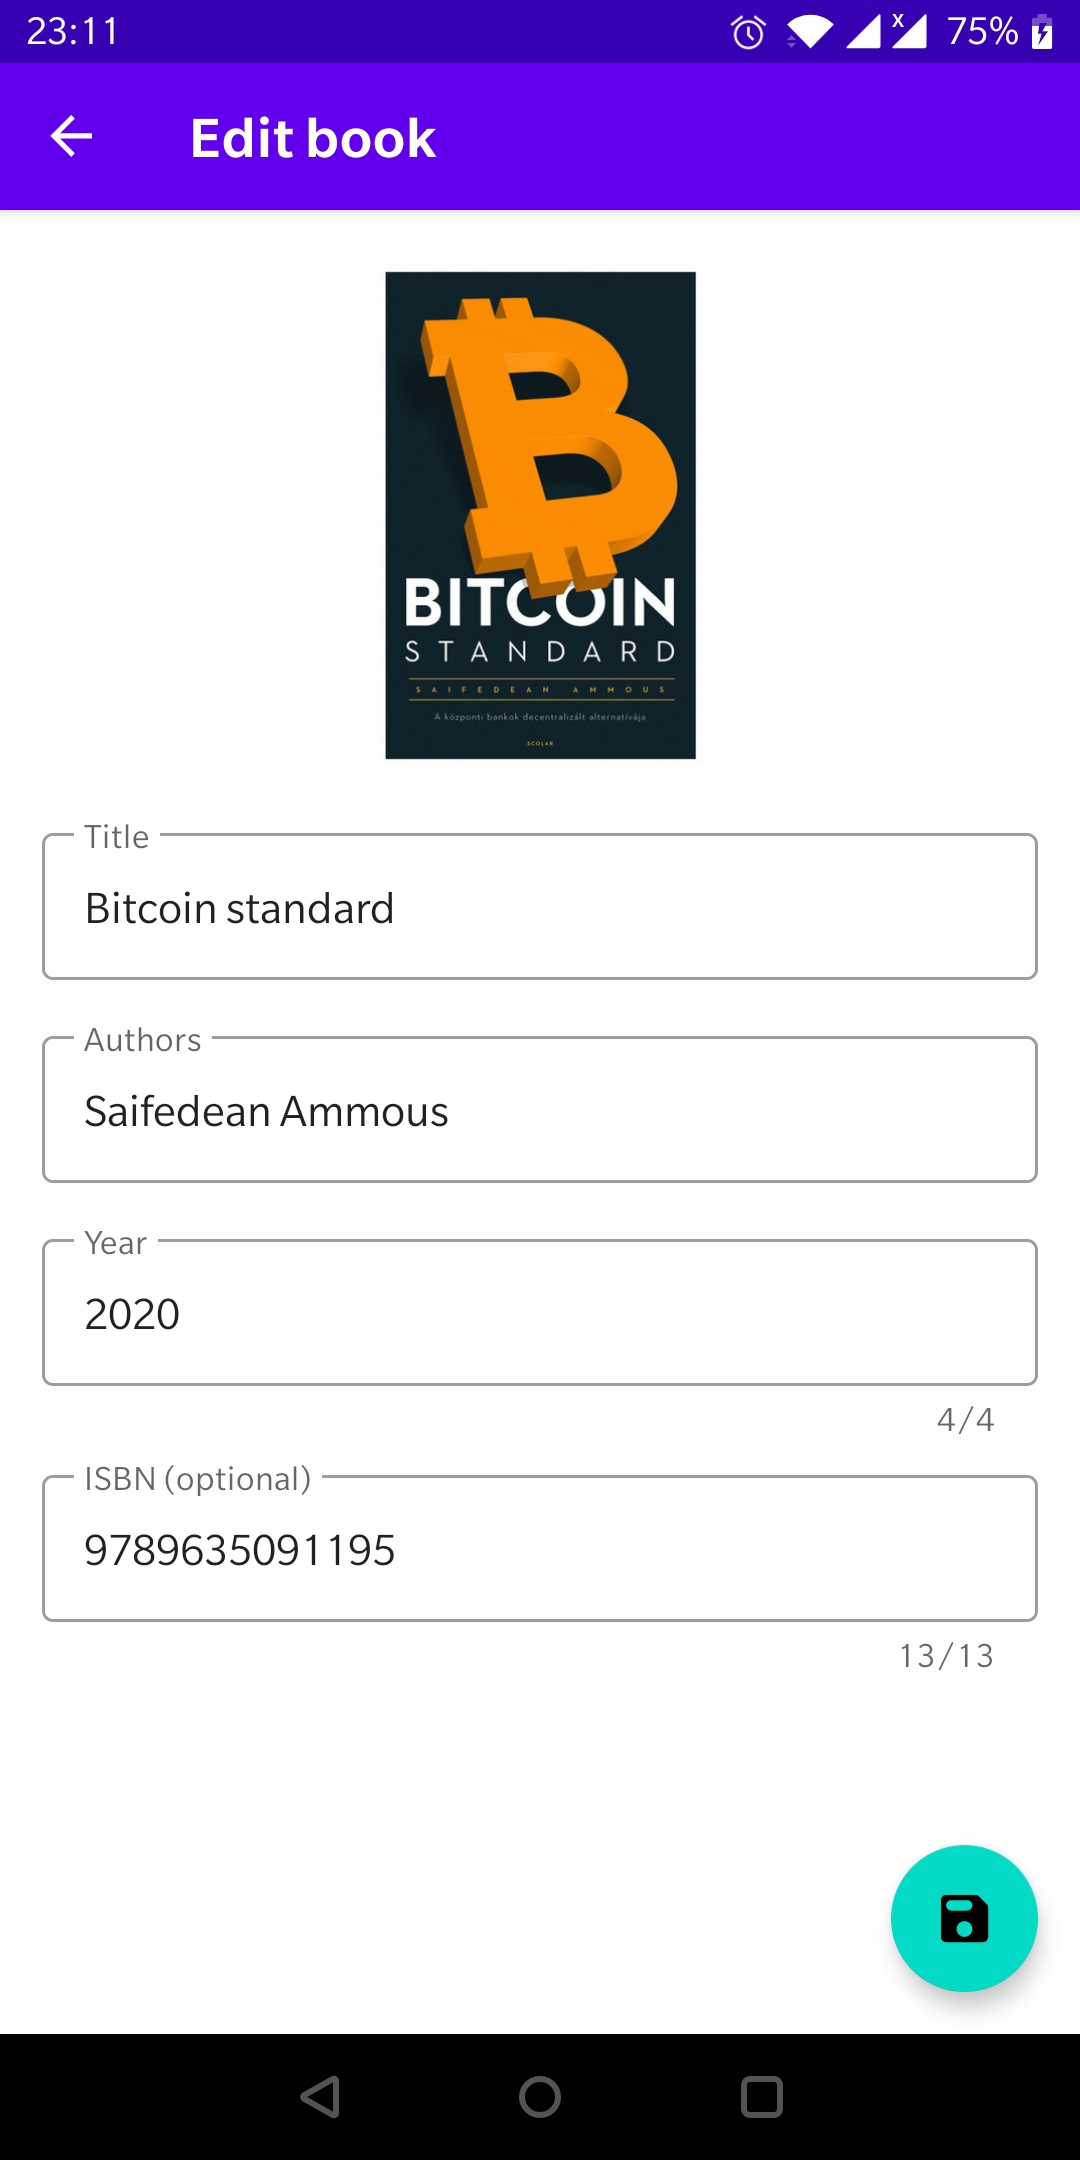 23:11
X
75%
Edit book
BITCOIN
STANDARD
SAIFEDEAN AMMOUS
A központi bankok decentralizált alternatívája
SCOLAR
Title
Bitcoin standard
Authors
Saifedean Ammous
Year
2020
4/4
ISBN (optional)
9789635091195
13/13